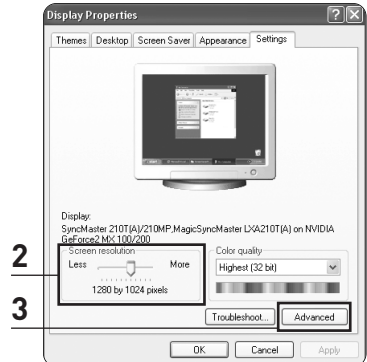 Display Properties
Themes Desktop Screen Saver Appearance Settings
Display:
SyncMaster 210T(A)/210MP,MagicSyncMaster LXA210T(A) on NVIDIA
GeForce2 MX 100/200
2
Screen resolution
Less More
1280 by 1024 pixels
Color quality
Highest (32 bit)
3
Troubleshoot... Advanced
OK Cancel Apply